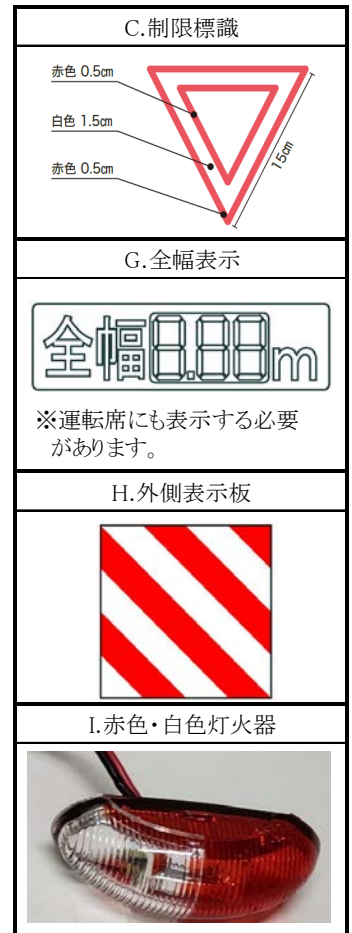 C.制限標識
赤色 0.5㎝
白色 1.5㎝
赤色 0.5㎝
15㎝
G.全幅表示
全幅8.88m
※運転席にも表示する必要
があります。
H.外側表示板
I.赤色・白色灯火器